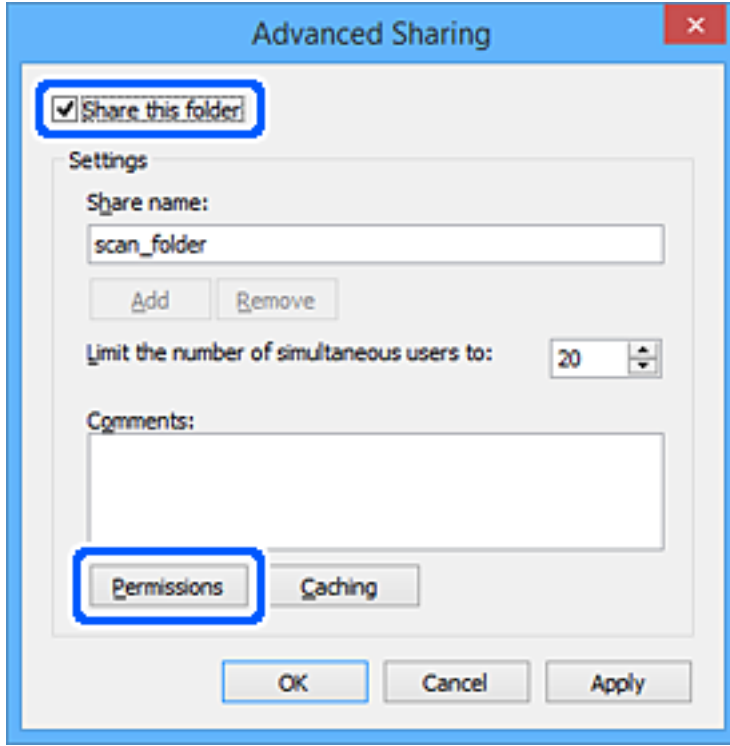 Advanced Sharing
Share this folder
Settings
Share name:
scan_folder
Add Remove
Limit the number of simultaneous users to: 20
Comments:
Permissions Caching
OK Cancel Apply